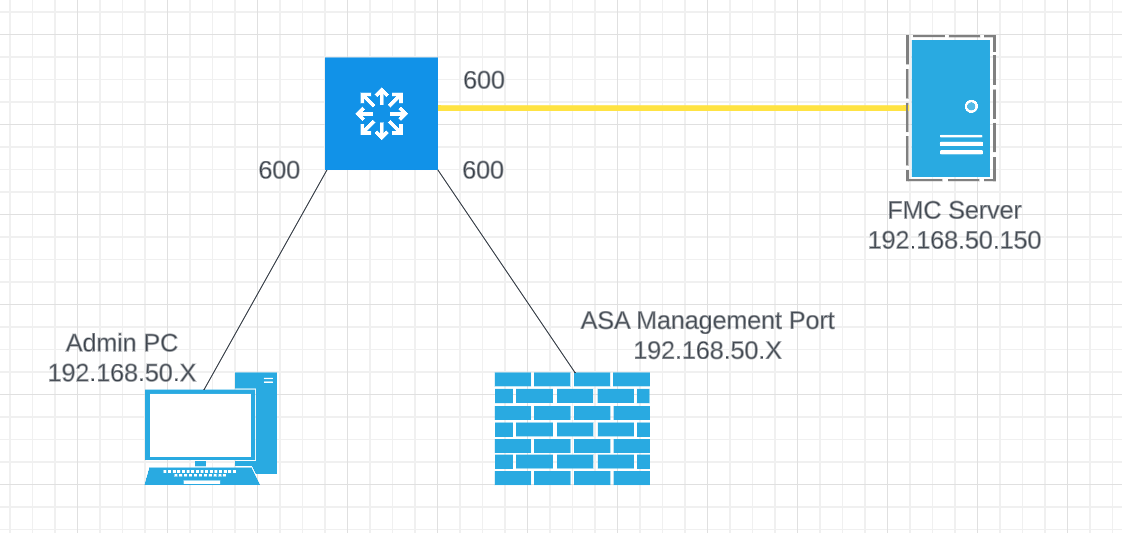 600
600
600
FMC Server
192.168.50.150
ASA Management Port
192.168.50.X
Admin PC
192.168.50.X